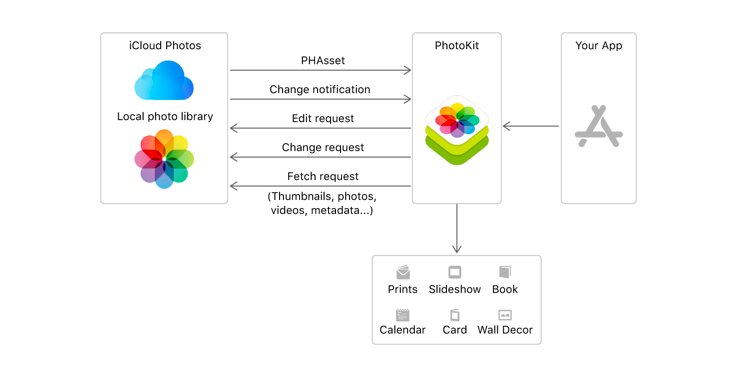 iCloud Photos
Local photo library
PHAsset
Change notification
Edit request
Change request
Fetch request
(Thumbnails, photos,
videos, metadata...)
PhotoKit
Your App
Prints Slideshow Book
Calendar Card Wall Decor